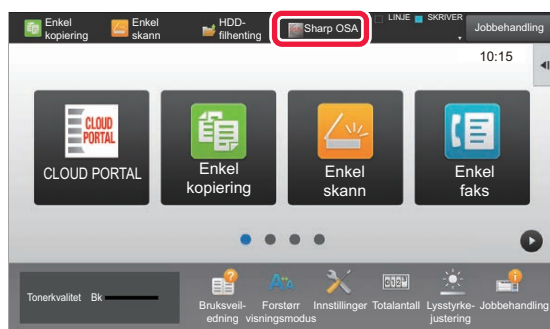 Enkel
kopiering
Enkel
skann
HDD-
filhenting
Sharp OSA
LINJE
SKRIVER
Jobbehandling
10:15
CLOUD
PORTAL
CLOUD PORTAL
Enkel
kopiering
Enkel
skann
Enkel
faks
Tonerkvalitet Bk
Bruksveil-
edning
Forstørr
visningsmodus
Innstillinger
Totalantall
Lysstyrke-
justering
Jobbehandling